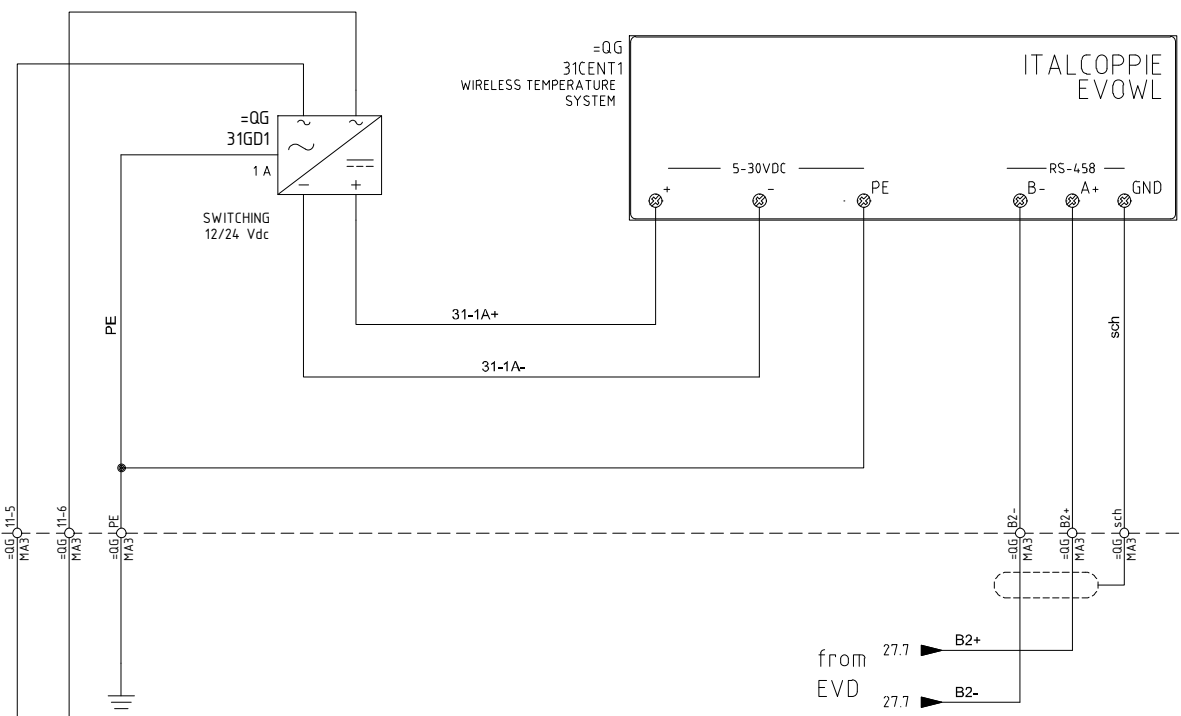 =QG
31CENT1
WIRELESS TEMPERATURE
SYSTEM
ITALCOPPIE
EVOWL
=QG
31GD1
1 A
SWITCHING
12/24 Vdc
5-30VDC
RS-458
+
-
PE
B-
A+
GND
31-1A+
31-1A-
PE
sch
=QG 11-5
MA3
=QG 11-6
MA3
=QG PE
MA3
=QG B2-
MA3
=QG B2+
MA3
=QG sch
MA3
from
EVD
27.7
B2+
27.7
B2-